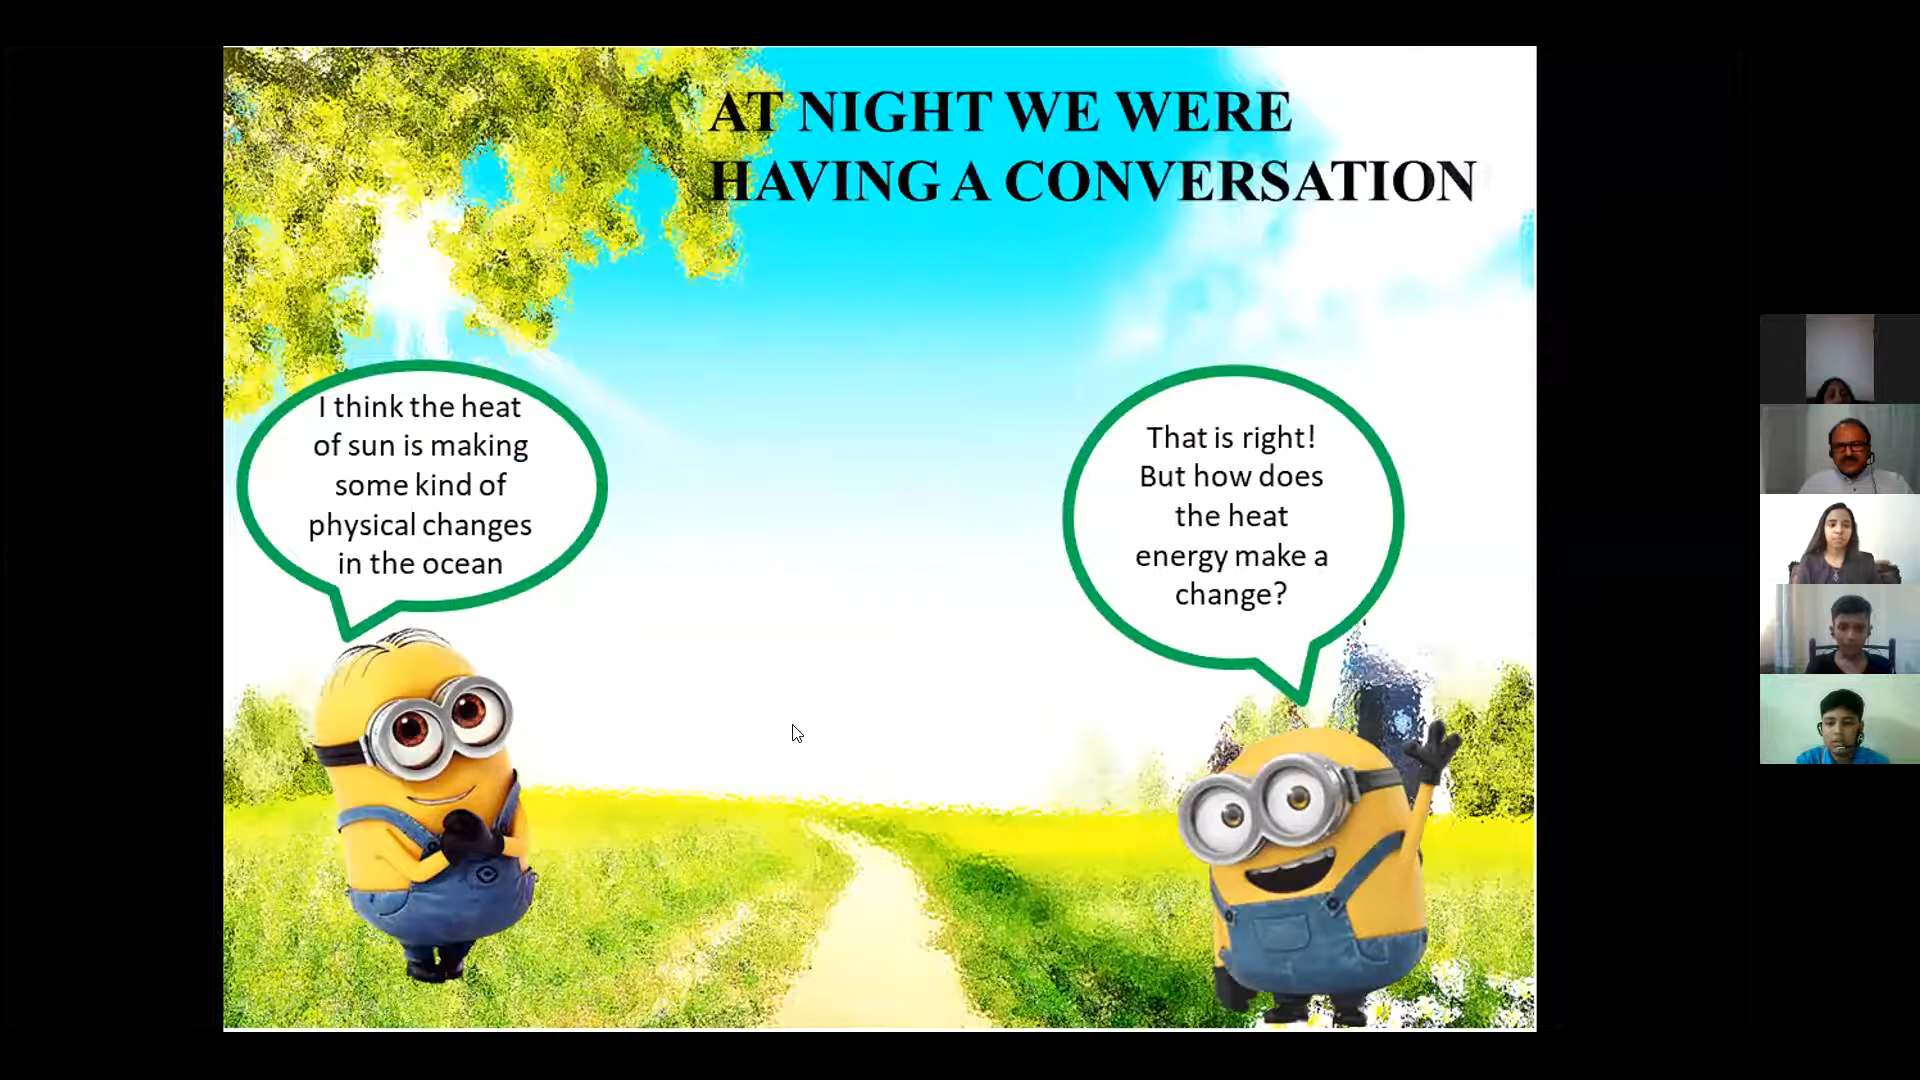 AT NIGHT WE WERE
HAVING A CONVERSATION
I think the heat
of sun is making
some kind of
physical changes
in the ocean
That is right!
But how does
the heat
energy make a
change?